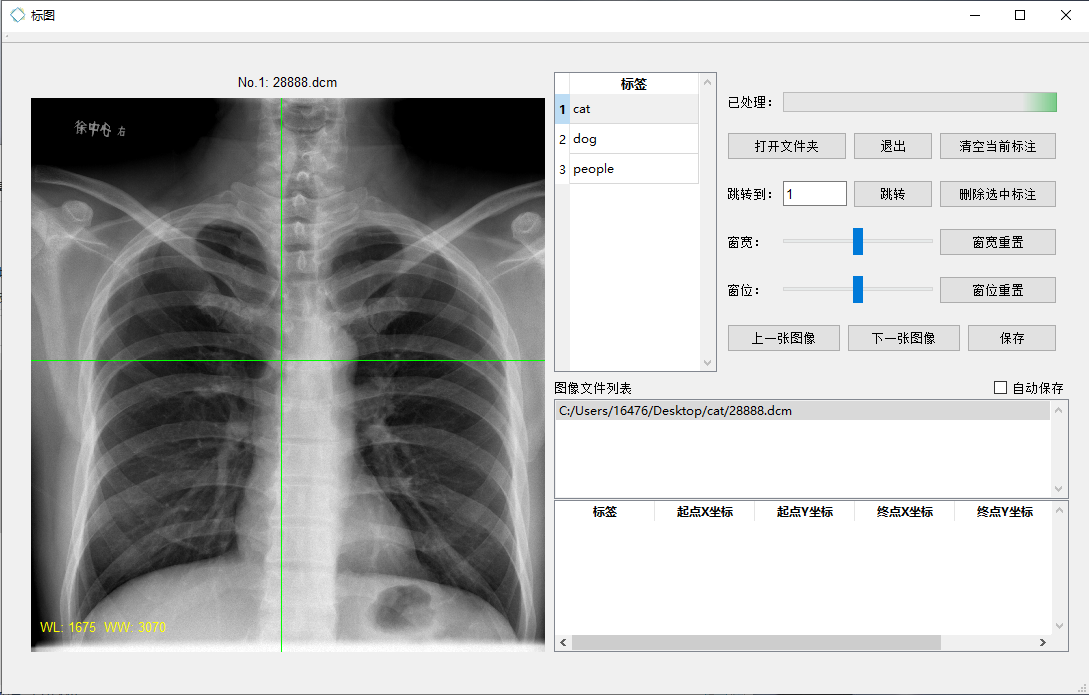 标图
No.1: 28888.dcm
徐中心 右
WL: 1675 WW: 3070
标签
1 cat
2 dog
3 people
已处理：
打开文件夹 退出 清空当前标注
跳转到： 1 跳转 删除选中标注
窗宽： 窗宽重置
窗位： 窗位重置
上一张图像 下一张图像 保存
图像文件列表 自动保存
C:/Users/16476/Desktop/cat/28888.dcm
标签 起点X坐标 起点Y坐标 终点X坐标 终点Y坐标